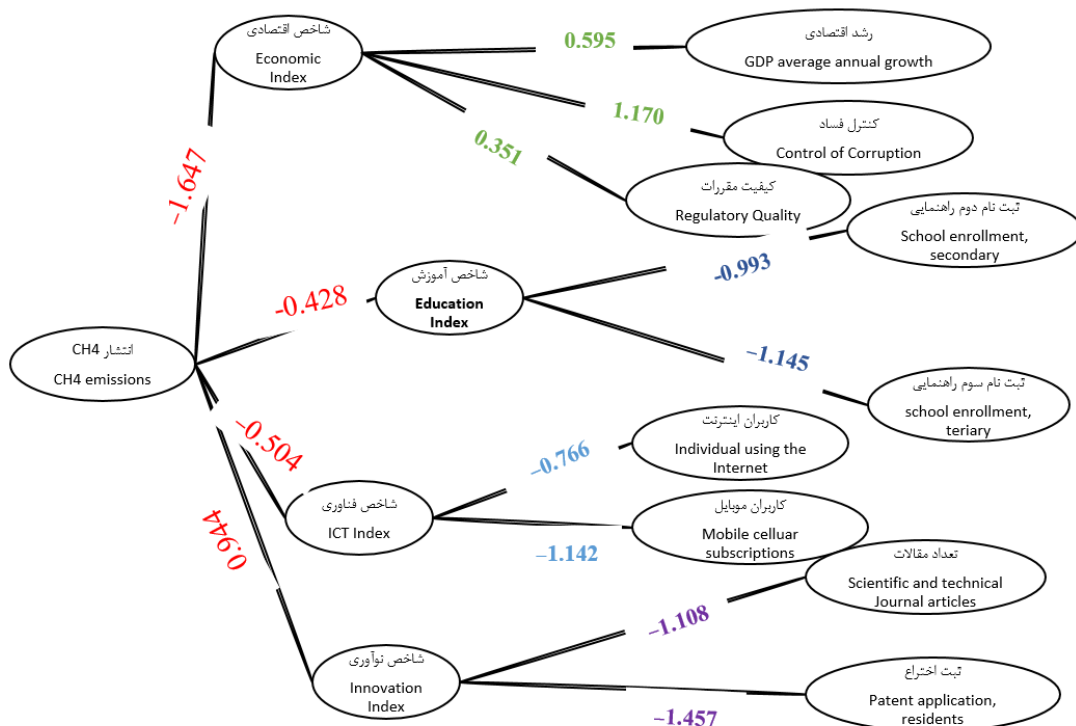 شاخص اقتصادی
Economic
Index
0.595
رشد اقتصادی
GDP average annual growth
1.170
کنترل فساد
Control of Corruption
0.351
کیفیت مقررات
Regulatory Quality
–1.647
ثبت نام دوم راهنمایی
School enrollment,
secondary
-0.993
شاخص آموزش
Education
Index
-0.428
–1.145
ثبت نام سوم راهنمایی
school enrollment,
teriary
انتشار CH4
CH4 emissions
کاربران اینترنت
Individual using the
Internet
–0.766
–0.504
شاخص فناوری
ICT Index
–1.142
کاربران موبایل
Mobile celluar
subscriptions
0.944
تعداد مقالات
Scientific and technical
Journal articles
–1.108
شاخص نوآوری
Innovation
Index
–1.457
ثبت اختراع
Patent application,
residents